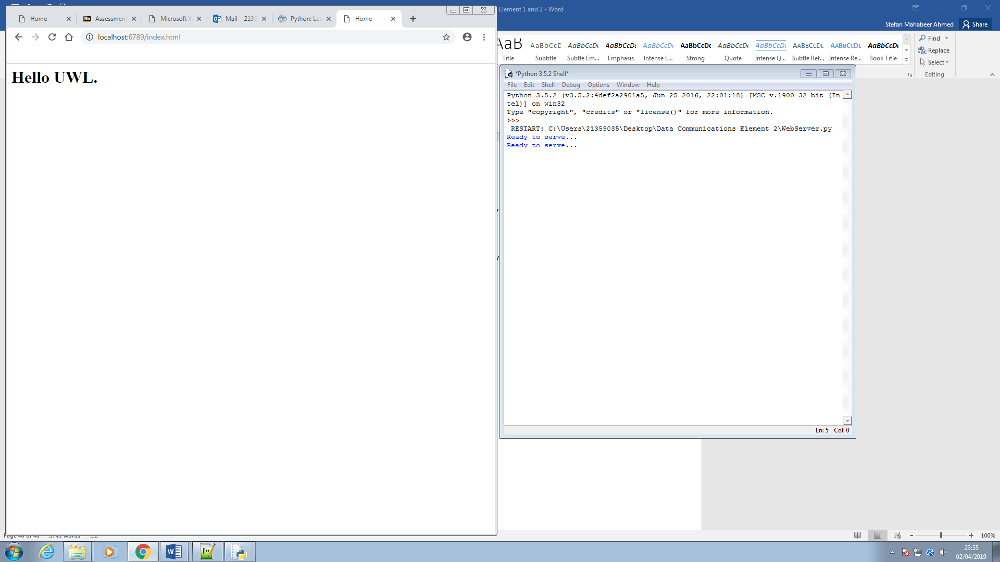 Element 1 and 2 - Word
Stefan Mahabeer Ahmed
Share
Home
Assessmen
Microsoft W
Mail – 2135
Python: Let
Home
localhost:6789/index.html
Hello UWL.
AaB
AaBbCcD
AaBbCcDc
AaBbCcDc
AaBbCcDc
AaBbCcDc
AaBbCcDc
AaBbCcDc
AABBCCDE
AABBCCDE
AaBbCcDc
Title
Subtitle
Subtle Em...
Emphasis
Intense E...
Strong
Quote
Intense Q...
Subtle Ref...
Intense Re...
Book Title
Find
Replace
Select
Editing
*Python 3.5.2 Shell*
File Edit Shell Debug Options Window Help
Python 3.5.2 (v3.5.2:4def2a2901a5, Jun 25 2016, 22:01:18) [MSC v.1900 32 bit (In
tel)] on win32
Type "copyright", "credits" or "license()" for more information.
>>>
RESTART: C:\Users\21359035\Desktop\Data Communications Element 2\WebServer.py
Ready to serve...
Ready to serve...
Ln: 5 Col: 0
100%
23:55
02/04/2019